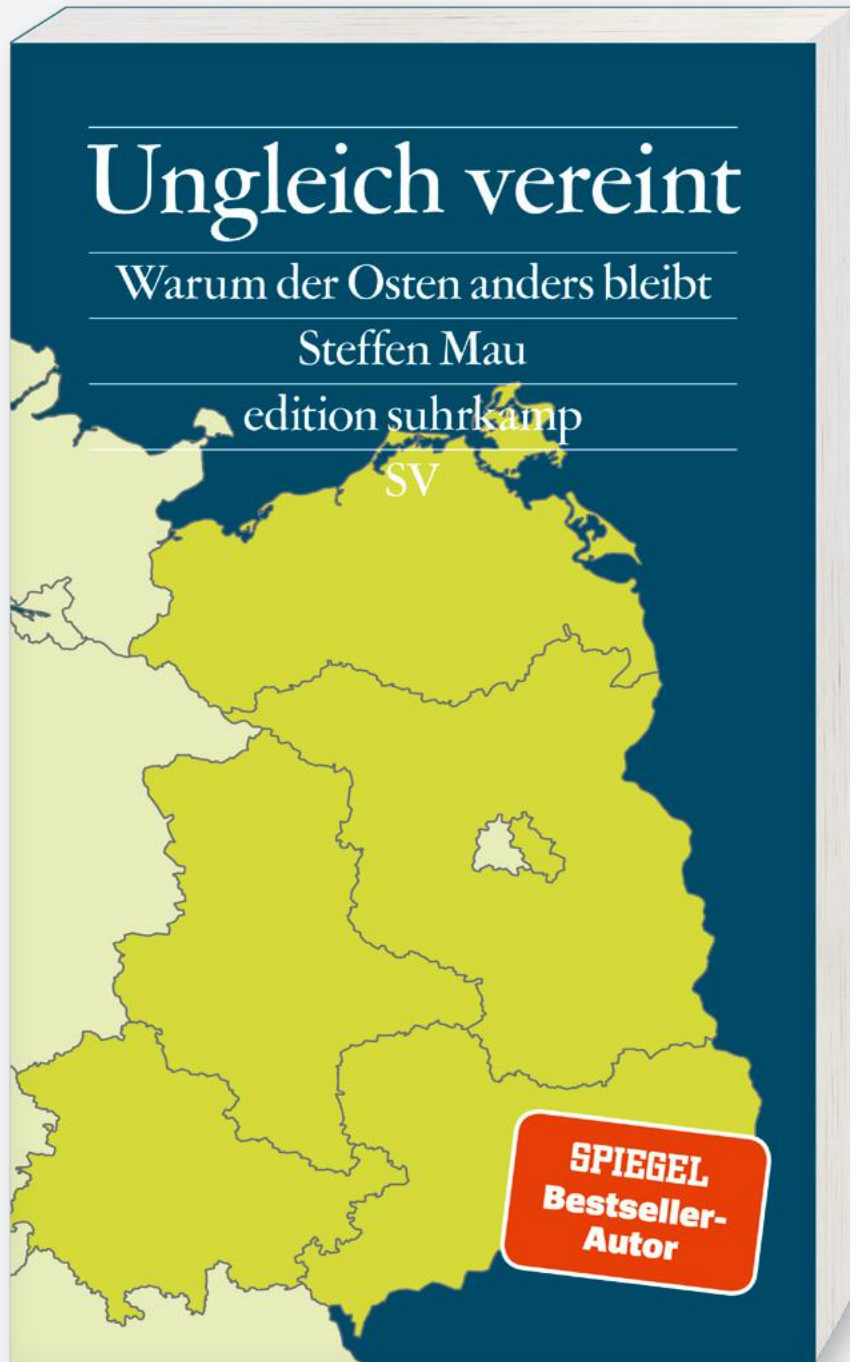 Ungleich vereint
Warum der Osten anders bleibt
Steffen Mau
edition suhrkamp
SV
SPIEGEL
Bestseller-
Autor